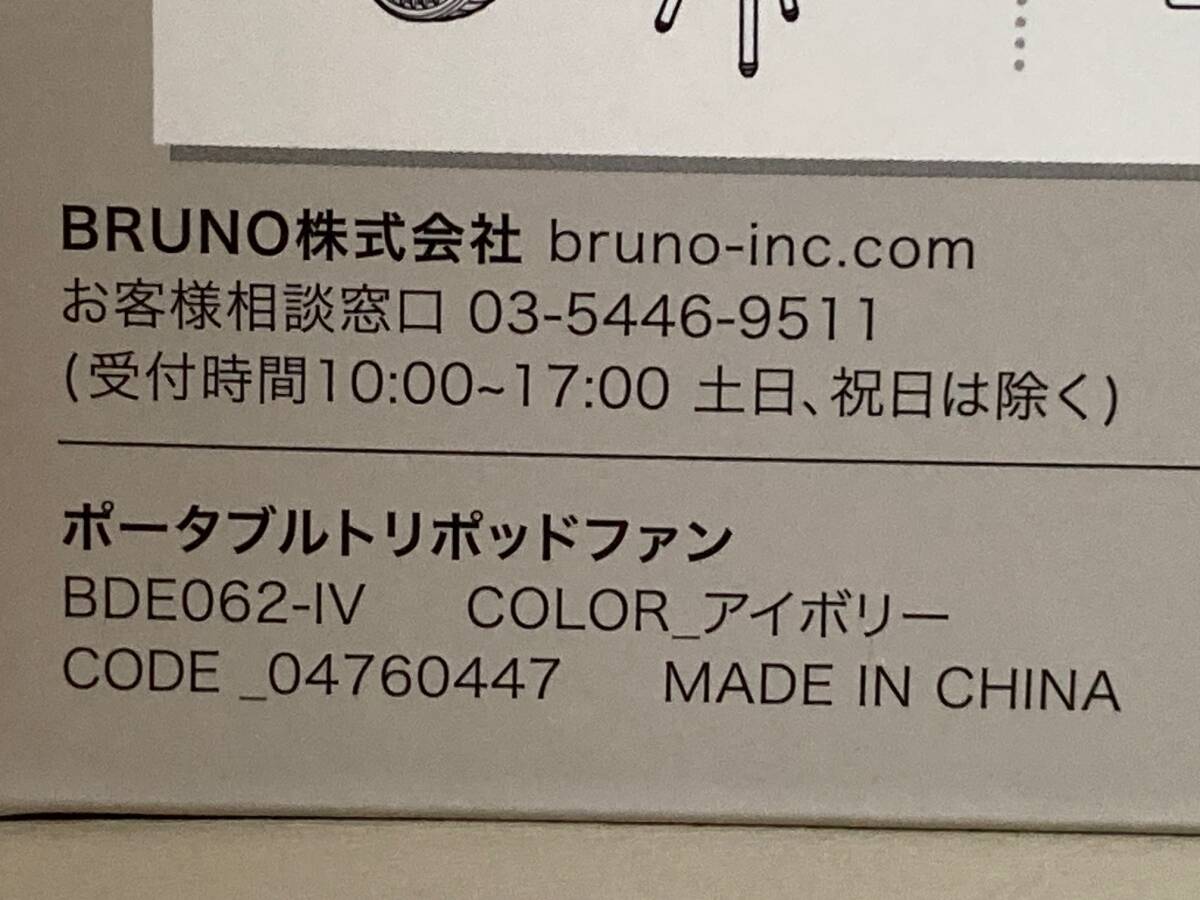 BRUNO株式会社 bruno-inc.com
お客様相談窓口 03-5446-9511
(受付時間10:00~17:00 土日、祝日は除く)
ポータブルトリポッドファン
BDE062-IV COLOR_アイボリー
CODE _04760447 MADE IN CHINA